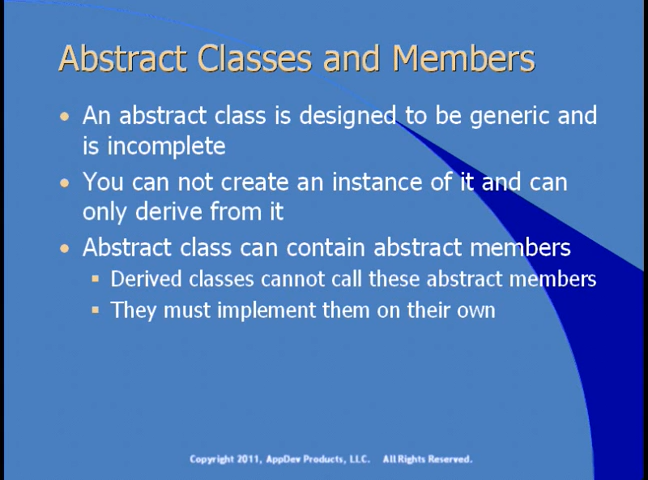 Abstract Classes and Members
• An abstract class is designed to be generic and
is incomplete
• You can not create an instance of it and can
only derive from it
• Abstract class can contain abstract members
▪ Derived classes cannot call these abstract members
▪ They must implement them on their own
Copyright 2011, AppDev Products, LLC. All Rights Reserved.